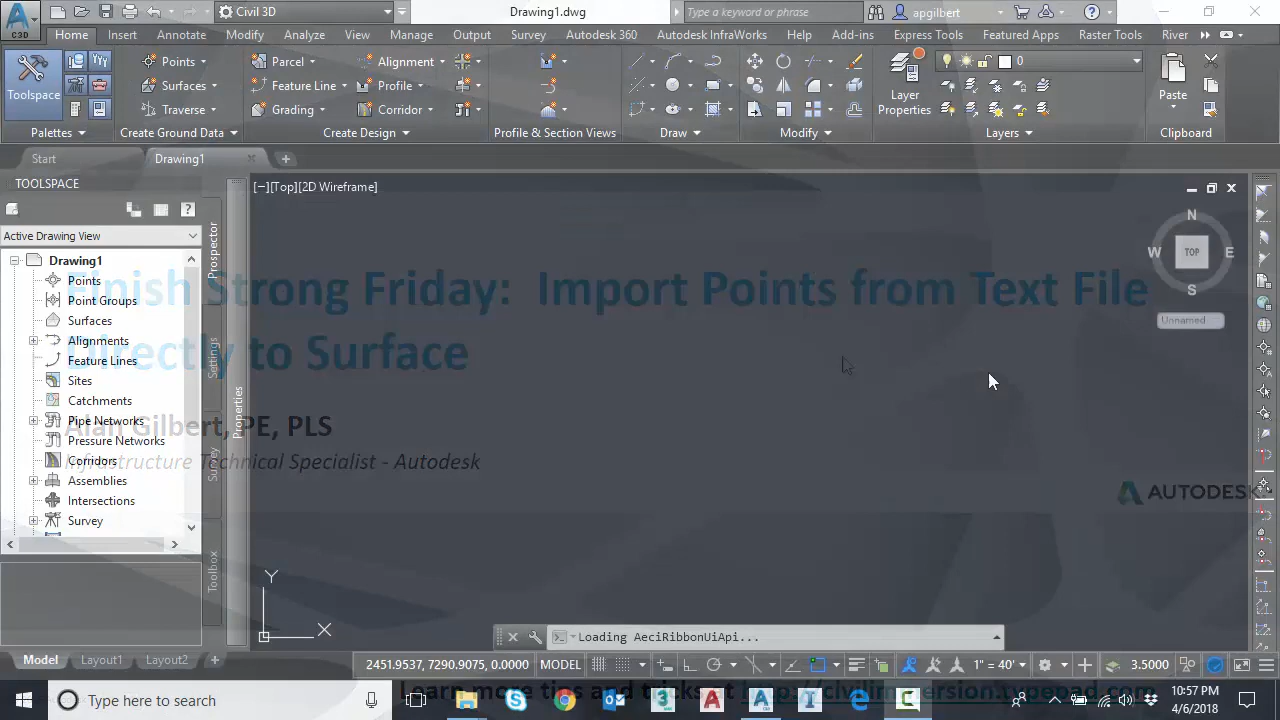 C3D
Civil 3D
Drawing1.dwg
Type a keyword or phrase
apgilbert
Home Insert Annotate Modify Analyze View Manage Output Survey Autodesk 360 Autodesk InfraWorks Help Add-ins Express Tools Featured Apps Raster Tools River
Toolspace
Points
Surfaces
Traverse
Parcel
Feature Line
Grading
Alignment
Profile
Corridor
Layer
Properties
0
Paste
Palettes Create Ground Data Create Design Profile & Section Views Draw Modify Layers Clipboard
Start Drawing1
TOOLSPACE
[−][Top][2D Wireframe]
Active Drawing View
Drawing1
Points
Point Groups
Surfaces
Alignments
Feature Lines
Sites
Catchments
Pipe Networks
Pressure Networks
Corridors
Assemblies
Intersections
Survey
Prospector
Settings
Survey
Toolbox
Properties
N
W TOP E
S
Unnamed
Finish Strong Friday: Import Points from Text File
Directly to Surface
Alan Gilbert, PE, PLS
Infrastructure Technical Specialist - Autodesk
AUTODESK
Y
X
Loading AeciRibbonUiApi...
Model Layout1 Layout2
2451.9537, 7290.9075, 0.0000 MODEL 1" = 40' 3.5000
Learn more tips and tricks at http://civilimmersion.typepad.com
Type here to search
10:57 PM
4/6/2018